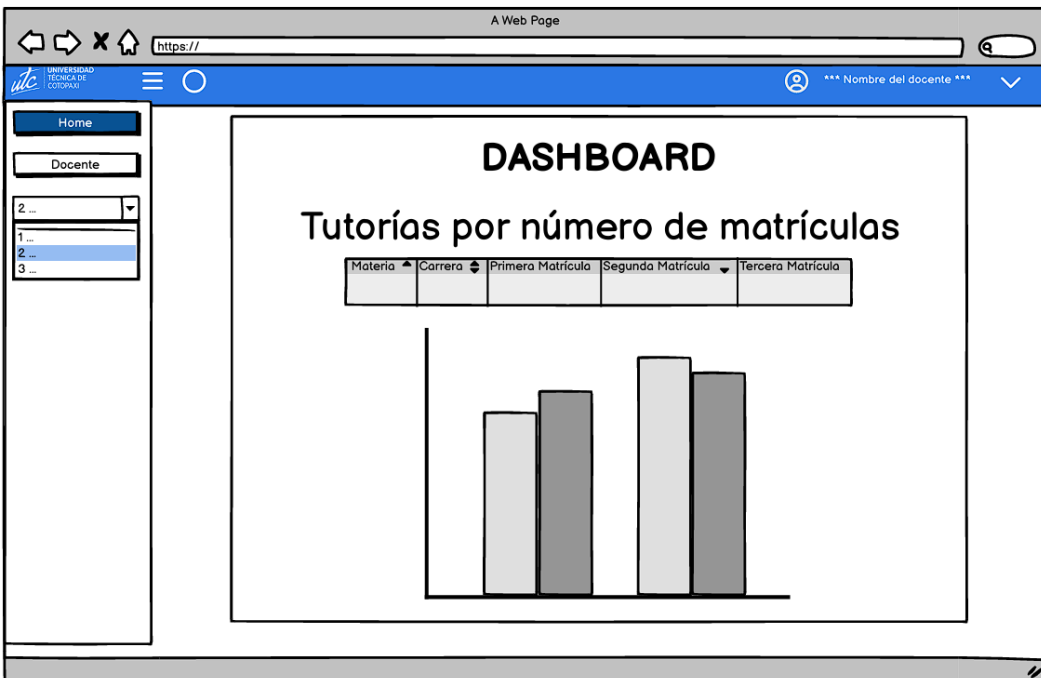 A Web Page
https://
utc UNIVERSIDAD
TÉCNICA DE
COTOPAXI
*** Nombre del docente ***
Home
Docente
2 ...
1 ...
2 ...
3 ...
DASHBOARD
Tutorías por número de matrículas
Materia Carrera Primera Matrícula Segunda Matrícula Tercera Matrícula